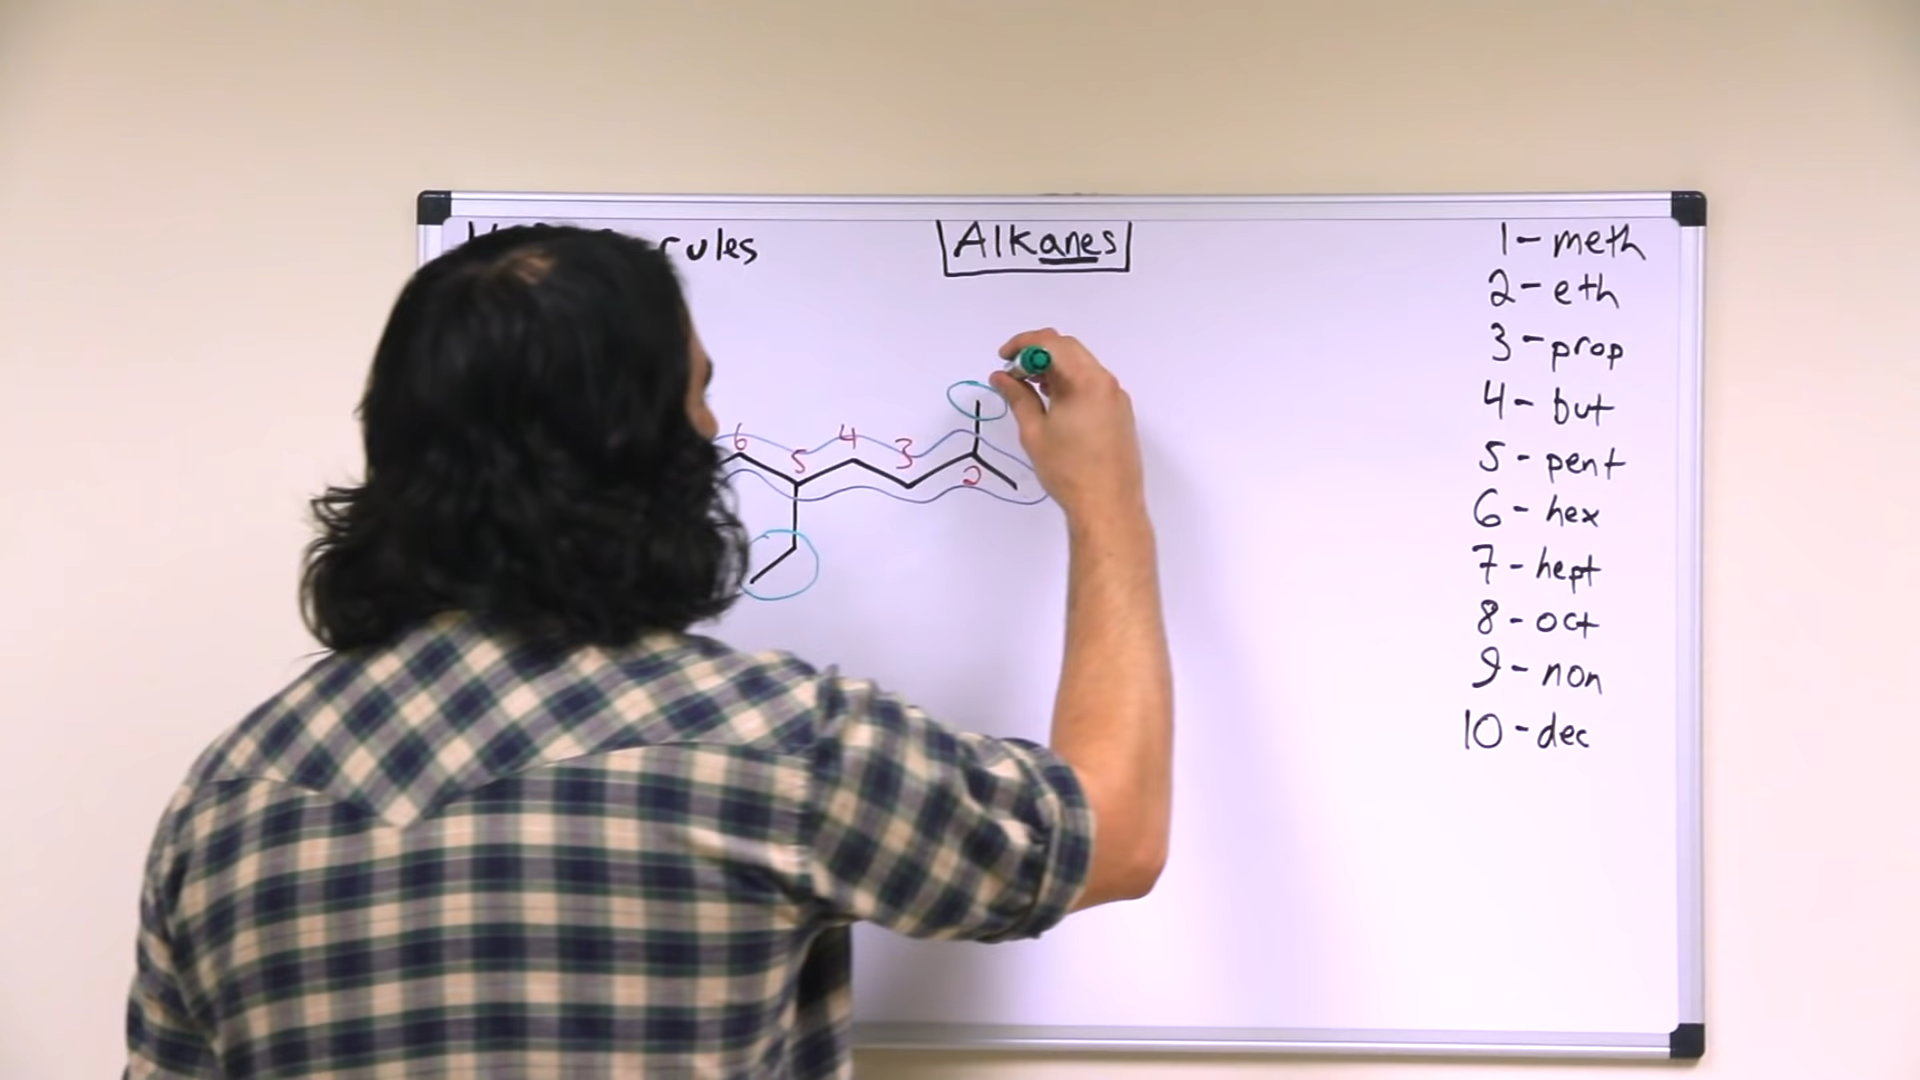 rules
Alkanes
1 - meth
2 - eth
3 - prop
4 - but
5 - pent
6 - hex
7 - hept
8 - oct
9 - non
10 - dec
6 5 4 3 2